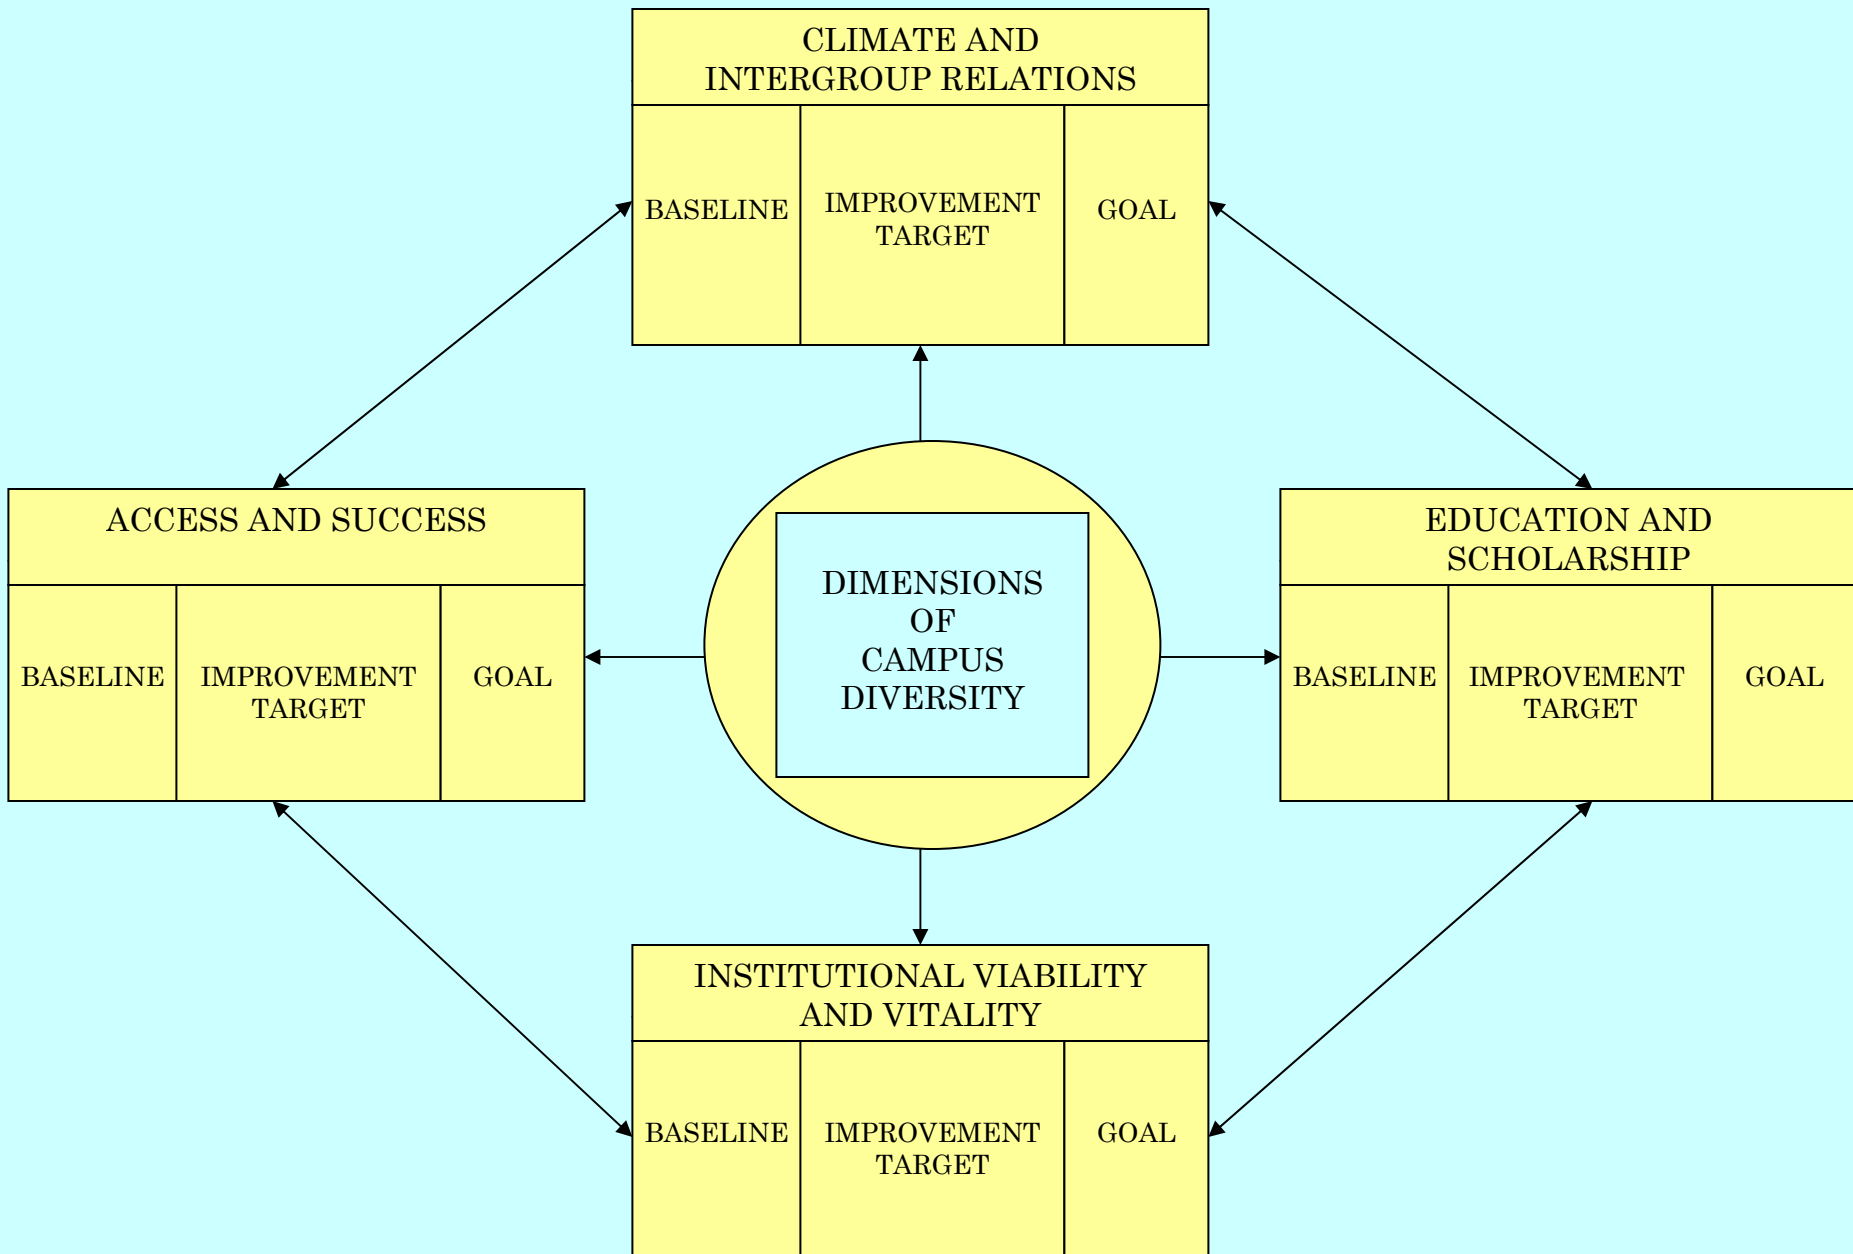 CLIMATE AND
INTERGROUP RELATIONS
BASELINE
IMPROVEMENT
TARGET
GOAL
ACCESS AND SUCCESS
BASELINE
IMPROVEMENT
TARGET
GOAL
DIMENSIONS
OF
CAMPUS
DIVERSITY
EDUCATION AND
SCHOLARSHIP
BASELINE
IMPROVEMENT
TARGET
GOAL
INSTITUTIONAL VIABILITY
AND VITALITY
BASELINE
IMPROVEMENT
TARGET
GOAL